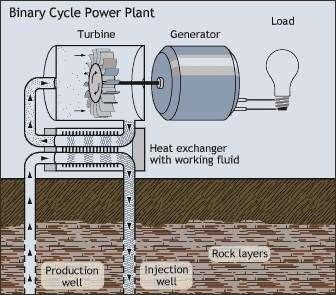 Binary Cycle Power Plant
Turbine
Generator
Load
Heat exchanger
with working fluid
Rock layers
Production
well
Injection
well